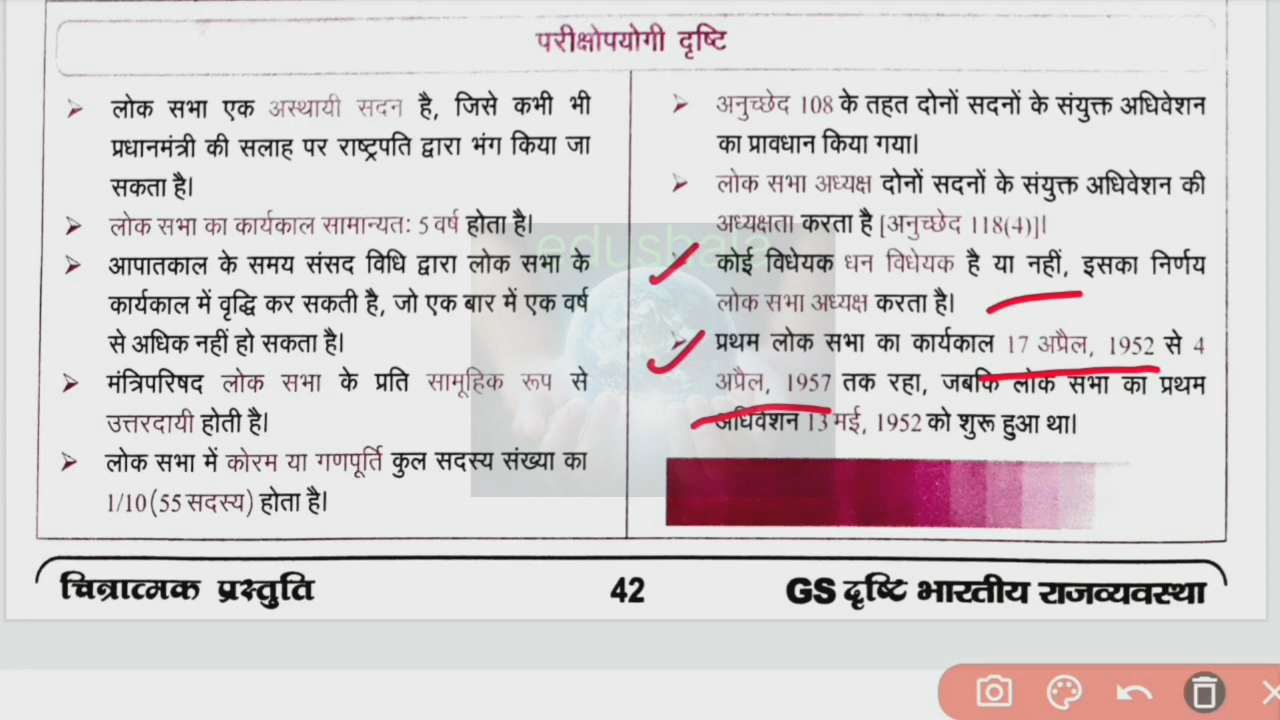 परीक्षोपयोगी दृष्टि
➢ लोक सभा एक अस्थायी सदन है, जिसे कभी भी
प्रधानमंत्री की सलाह पर राष्ट्रपति द्वारा भंग किया जा
सकता है।
➢ लोक सभा का कार्यकाल सामान्यत: 5 वर्ष होता है।
➢ आपातकाल के समय संसद विधि द्वारा लोक सभा के
कार्यकाल में वृद्धि कर सकती है, जो एक बार में एक वर्ष
से अधिक नहीं हो सकता है।
➢ मंत्रिपरिषद लोक सभा के प्रति सामूहिक रूप से
उत्तरदायी होती है।
➢ लोक सभा में कोरम या गणपूर्ति कुल सदस्य संख्या का
1/10 (55 सदस्य) होता है।
➢ अनुच्छेद 108 के तहत दोनों सदनों के संयुक्त अधिवेशन
का प्रावधान किया गया।
➢ लोक सभा अध्यक्ष दोनों सदनों के संयुक्त अधिवेशन की
अध्यक्षता करता है [अनुच्छेद 118(4)]।
कोई विधेयक धन विधेयक है या नहीं, इसका निर्णय
लोक सभा अध्यक्ष करता है।
➢ प्रथम लोक सभा का कार्यकाल 17 अप्रैल, 1952 से 4
अप्रैल, 1957 तक रहा, जबकि लोक सभा का प्रथम
अधिवेशन 13 मई, 1952 को शुरू हुआ था।
चित्रात्मक प्रस्तुति
42
GS दृष्टि भारतीय राजव्यवस्था